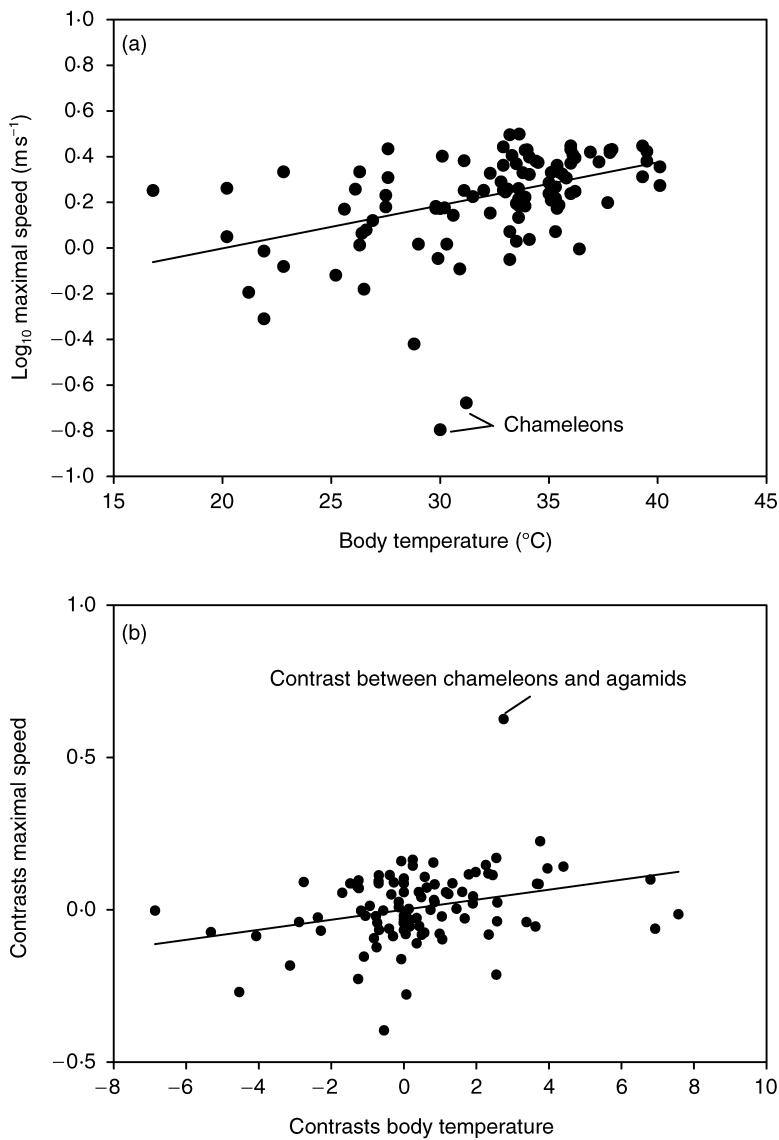 (a)
1·0
0·8
0·6
0·4
0·2
0·0
−0·2
−0·4
−0·6
−0·8
−1·0
Log10 maximal speed (m s−1)
Chameleons
15 20 25 30 35 40 45
Body temperature (°C)
(b)
1·0
0·5
0·0
−0·5
Contrasts maximal speed
Contrast between chameleons and agamids
−8 −6 −4 −2 0 2 4 6 8 10
Contrasts body temperature